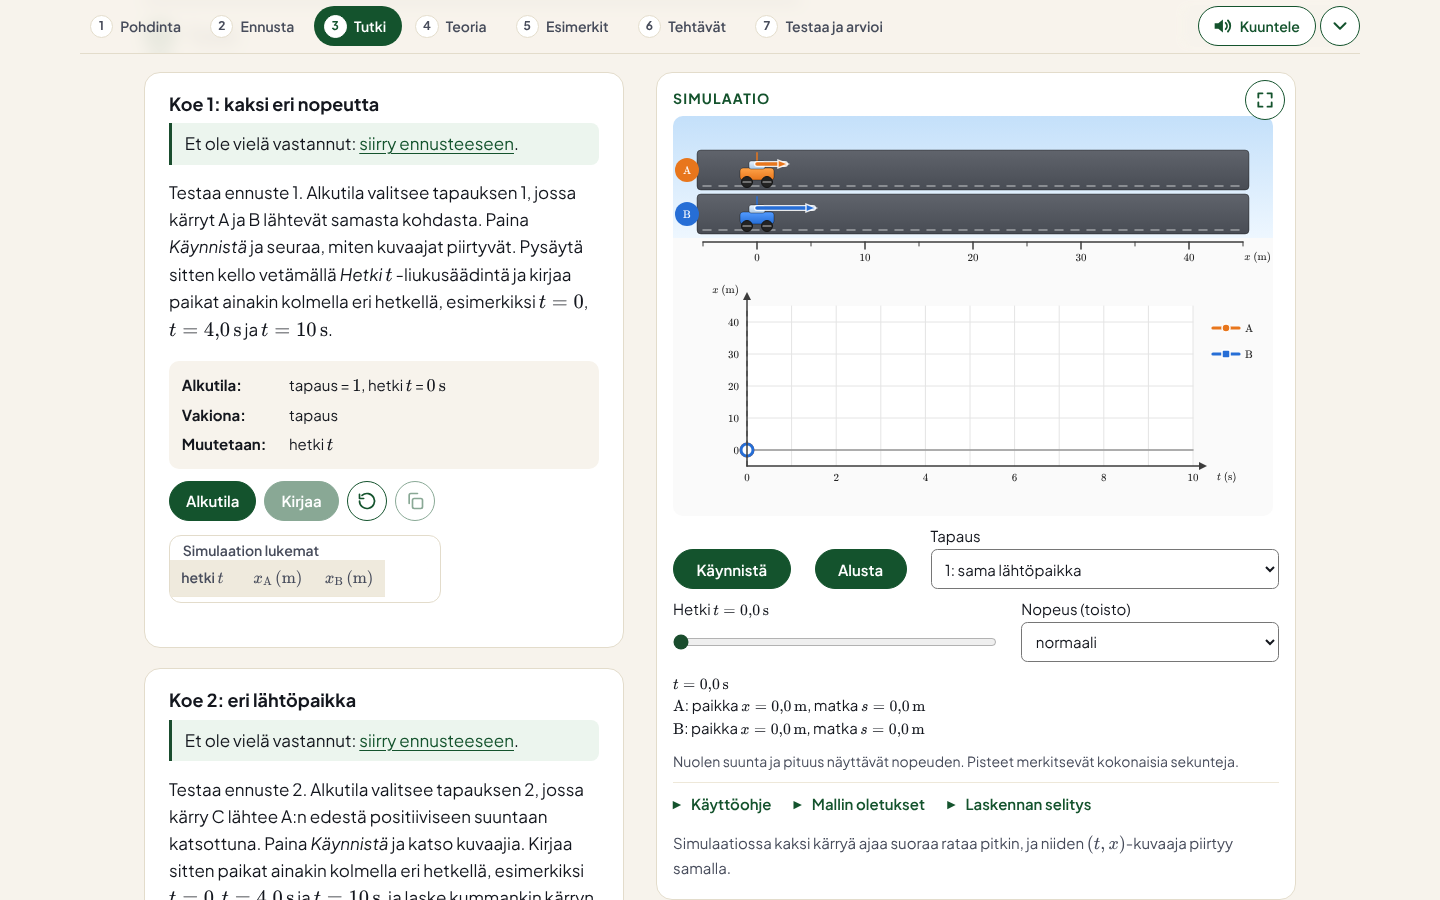 1 Pohdinta 2 Ennusta 3 Tutki 4 Teoria 5 Esimerkit 6 Tehtävät 7 Testaa ja arvioi Kuuntele
Koe 1: kaksi eri nopeutta
Et ole vielä vastannut: siirry ennusteeseen.
Testaa ennuste 1. Alkutila valitsee tapauksen 1, jossa
kärryt A ja B lähtevät samasta kohdasta. Paina
Käynnistä ja seuraa, miten kuvaajat piirtyvät. Pysäytä
sitten kello vetämällä Hetki t -liukusäädintä ja kirjaa
paikat ainakin kolmella eri hetkellä, esimerkiksi t = 0,
t = 4,0 s ja t = 10 s.
Alkutila: tapaus = 1, hetki t = 0 s
Vakiona: tapaus
Muutetaan: hetki t
Alkutila Kirjaa
Simulaation lukemat
hetki t x_A (m) x_B (m)
Koe 2: eri lähtöpaikka
Et ole vielä vastannut: siirry ennusteeseen.
Testaa ennuste 2. Alkutila valitsee tapauksen 2, jossa
kärry C lähtee A:n edestä positiiviseen suuntaan
katsottuna. Paina Käynnistä ja katso kuvaajia. Kirjaa
sitten paikat ainakin kolmella eri hetkellä, esimerkiksi
t = 0, t = 4,0 s ja t = 10 s, ja laske kummankin kärryn
SIMULAATIO
A
B
0 10 20 30 40 x (m)
x (m)
40
30
20
10
0
0 2 4 6 8 10 t (s)
A
B
Tapaus
Käynnistä Alusta 1: sama lähtöpaikka
Hetki t = 0,0 s Nopeus (toisto)
normaali
t = 0,0 s
A: paikka x = 0,0 m, matka s = 0,0 m
B: paikka x = 0,0 m, matka s = 0,0 m
Nuolen suunta ja pituus näyttävät nopeuden. Pisteet merkitsevät kokonaisia sekunteja.
Käyttöohje Mallin oletukset Laskennan selitys
Simulaatiossa kaksi kärryä ajaa suoraa rataa pitkin, ja niiden (t, x)-kuvaaja piirtyy
samalla.